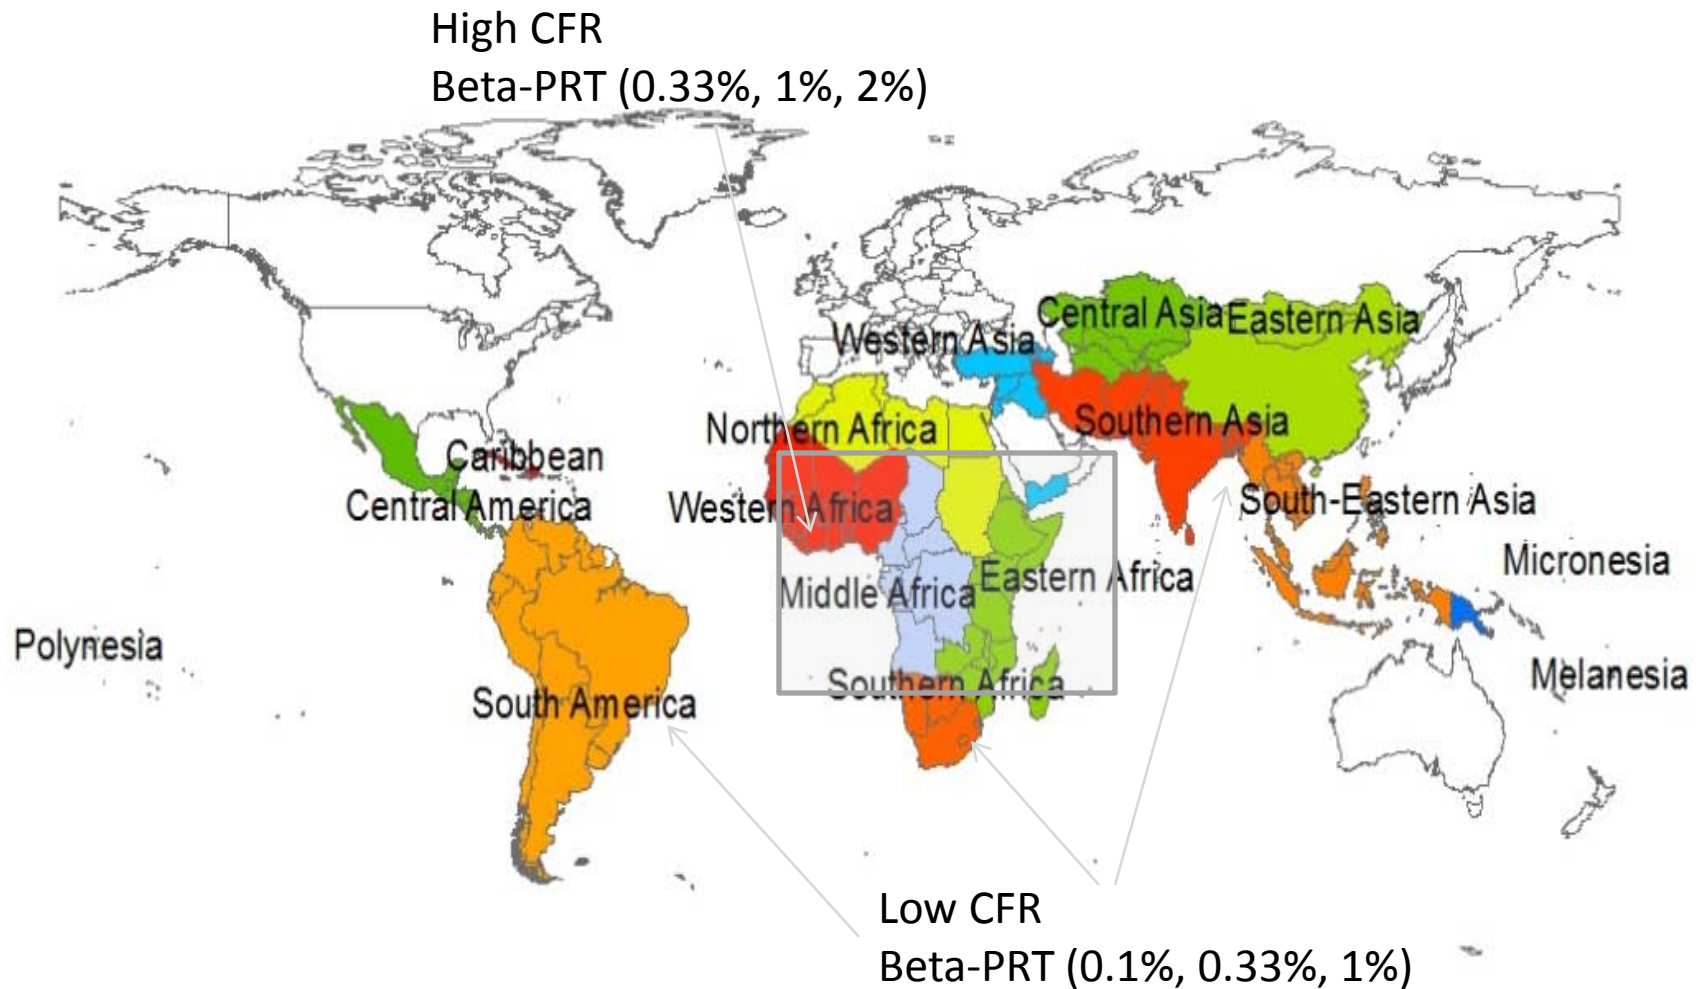 High CFR
Beta-PRT (0.33%, 1%, 2%)
Central Asia
Eastern Asia
Western Asia
Southern Asia
Northern Africa
Caribbean
Central America
Western Africa
South-Eastern Asia
Micronesia
Middle Africa
Eastern Africa
Polynesia
Melanesia
Southern Africa
South America
Low CFR
Beta-PRT (0.1%, 0.33%, 1%)